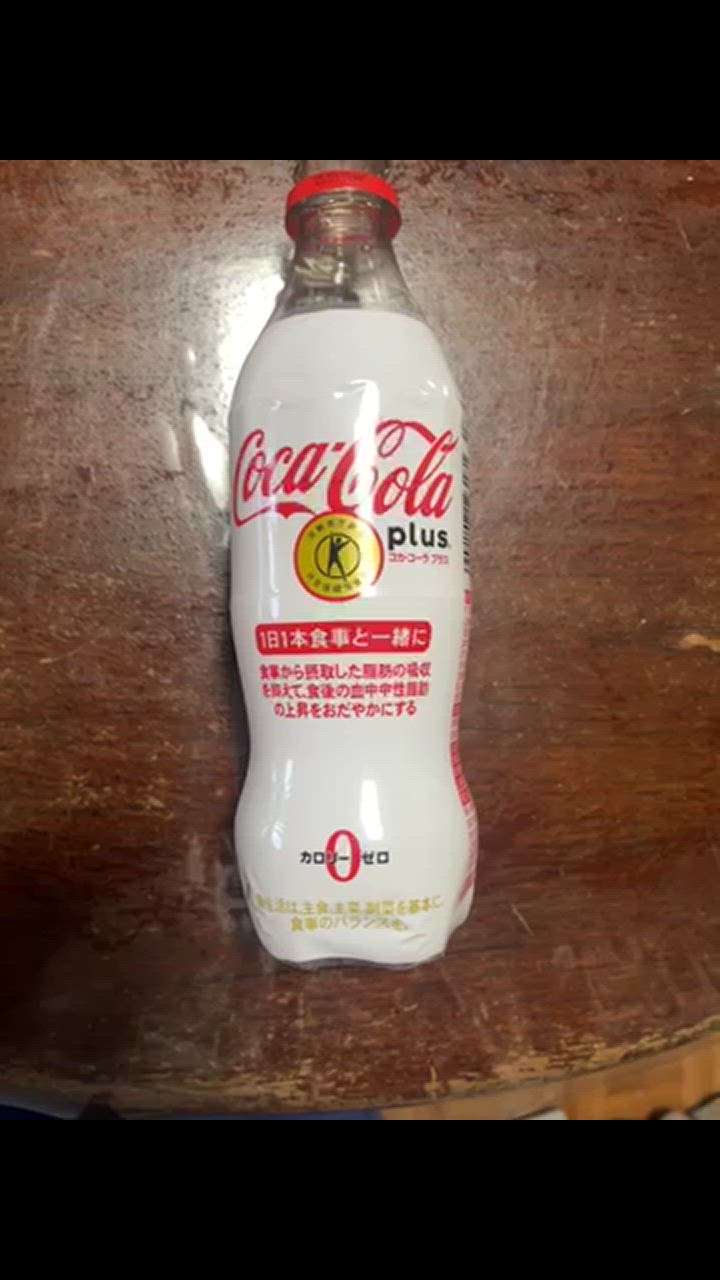 Coca-Cola
plus
コカ·コーラ プラス
1日1本食事と一緒に
食事から摂取した脂肪の吸収
を抑えて、食後の血中中性脂肪
の上昇をおだやかにする
カロリー0ゼロ
食生活は、主食、主菜、副菜を基本に、
食事のバランスを。